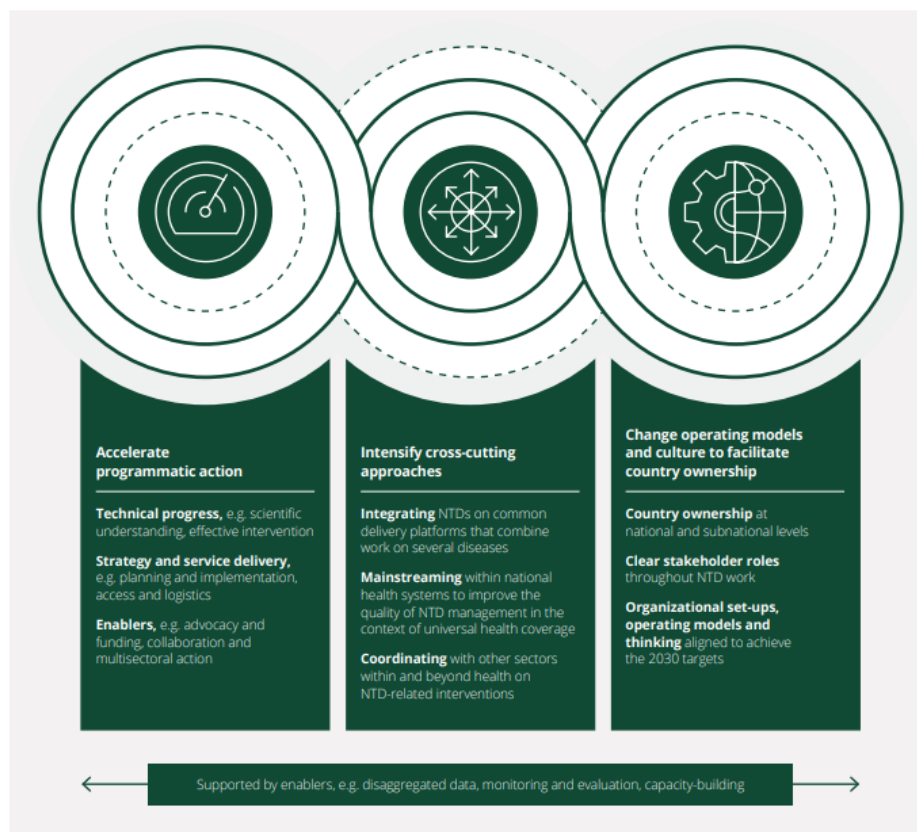 Accelerate
programmatic action
Technical progress, e.g. scientific
understanding, effective intervention
Strategy and service delivery,
e.g. planning and implementation,
access and logistics
Enablers, e.g. advocacy and
funding, collaboration and
multisectoral action
Intensify cross-cutting
approaches
Integrating NTDs on common
delivery platforms that combine
work on several diseases
Mainstreaming within national
health systems to improve the
quality of NTD management in the
context of universal health coverage
Coordinating with other sectors
within and beyond health on
NTD-related interventions
Change operating models
and culture to facilitate
country ownership
Country ownership at
national and subnational levels
Clear stakeholder roles
throughout NTD work
Organizational set-ups,
operating models and
thinking aligned to achieve
the 2030 targets
Supported by enablers, e.g. disaggregated data, monitoring and evaluation, capacity-building